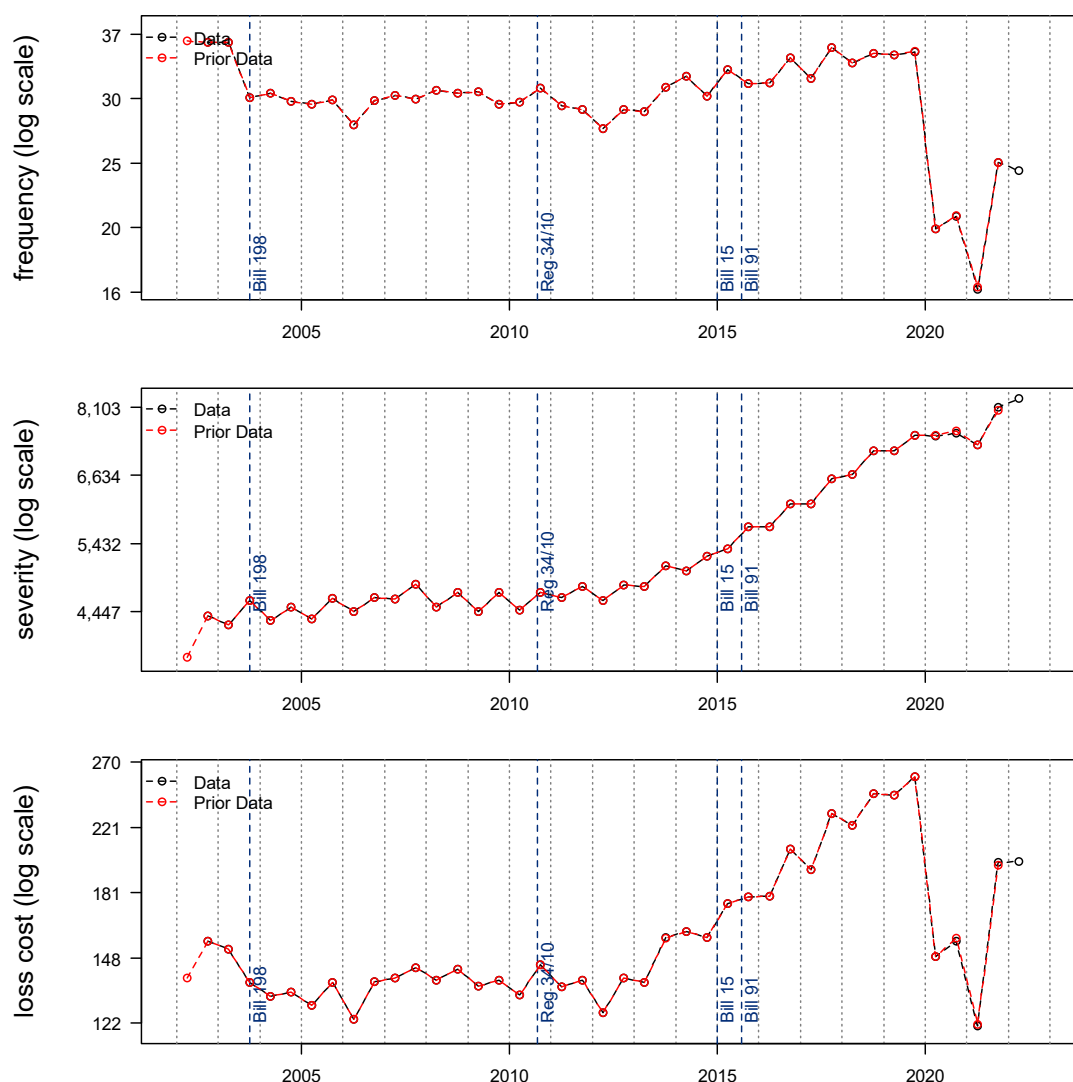 frequency (log scale)
37
30
25
20
16
Data
Prior Data
Bill 198
Reg 34/10
Bill 15
Bill 91
2005
2010
2015
2020
severity (log scale)
8,103
6,634
5,432
4,447
Data
Prior Data
Bill 198
Reg 34/10
Bill 15
Bill 91
2005
2010
2015
2020
loss cost (log scale)
270
221
181
148
122
Data
Prior Data
Bill 198
Reg 34/10
Bill 15
Bill 91
2005
2010
2015
2020